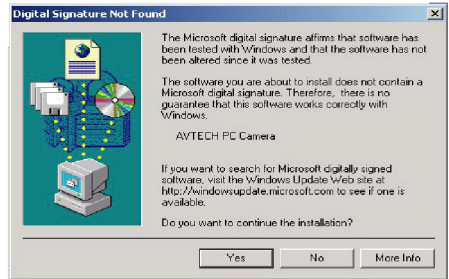 Digital Signature Not Found
The Microsoft digital signature affirms that software has
been tested with Windows and that the software has not
been altered since it was tested.
The software you are about to install does not contain a
Microsoft digital signature. Therefore, there is no
guarantee that this software works correctly with
Windows.
AVTECH PC Camera
If you want to search for Microsoft digitally signed
software, visit the Windows Update Web site at
http://windowsupdate.microsoft.com to see if one is
available.
Do you want to continue the installation?
Yes No More Info